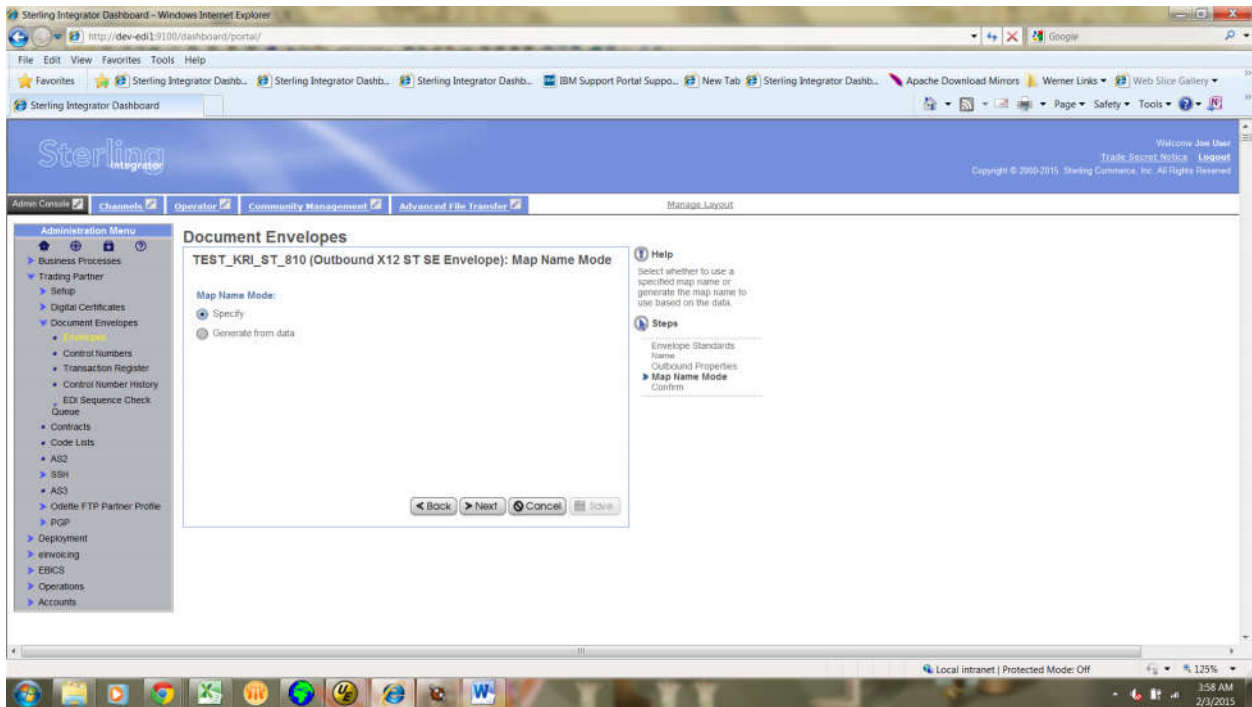 Sterling Integrator Dashboard - Windows Internet Explorer
http://dev-edi1:9100/dashboard/portal/
Google
File Edit View Favorites Tools Help
Favorites Sterling Integrator Dashb... Sterling Integrator Dashb... Sterling Integrator Dashb... IBM Support Portal Suppo... New Tab Sterling Integrator Dashb... Apache Download Mirrors Werner Links Web Slice Gallery
Sterling Integrator Dashboard
Page Safety Tools
Sterling Integrator
Welcome Joe User
Trade Secret Notice Logout
Copyright © 2000-2015 Sterling Commerce, Inc. All Rights Reserved
Admin Console Channels Operator Community Management Advanced File Transfer Manage Layout
Administration Menu
Business Processes
Trading Partner
Setup
Digital Certificates
Document Envelopes
Envelopes
Control Numbers
Transaction Register
Control Number History
EDI Sequence Check
Queue
Contracts
Code Lists
AS2
SSH
AS3
Odette FTP Partner Profile
PGP
Deployment
eInvoicing
EBICS
Operations
Accounts
Document Envelopes
TEST_KRI_ST_810 (Outbound X12 ST SE Envelope): Map Name Mode
Map Name Mode:
Specify
Generate from data
Back Next Cancel Save
Help
Select whether to use a
specified map name or
generate the map name to
use based on the data.
Steps
Envelope Standards
Name
Outbound Properties
Map Name Mode
Confirm
Local intranet | Protected Mode: Off
125%
3:58 AM
2/3/2015